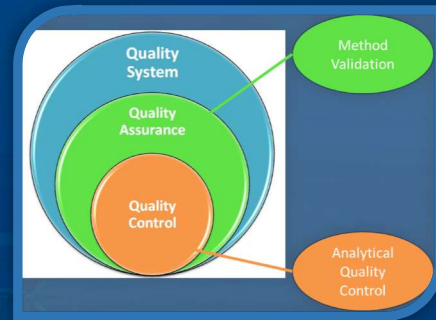 Quality
System
Quality
Assurance
Quality
Control
Method
Validation
Analytical
Quality
Control